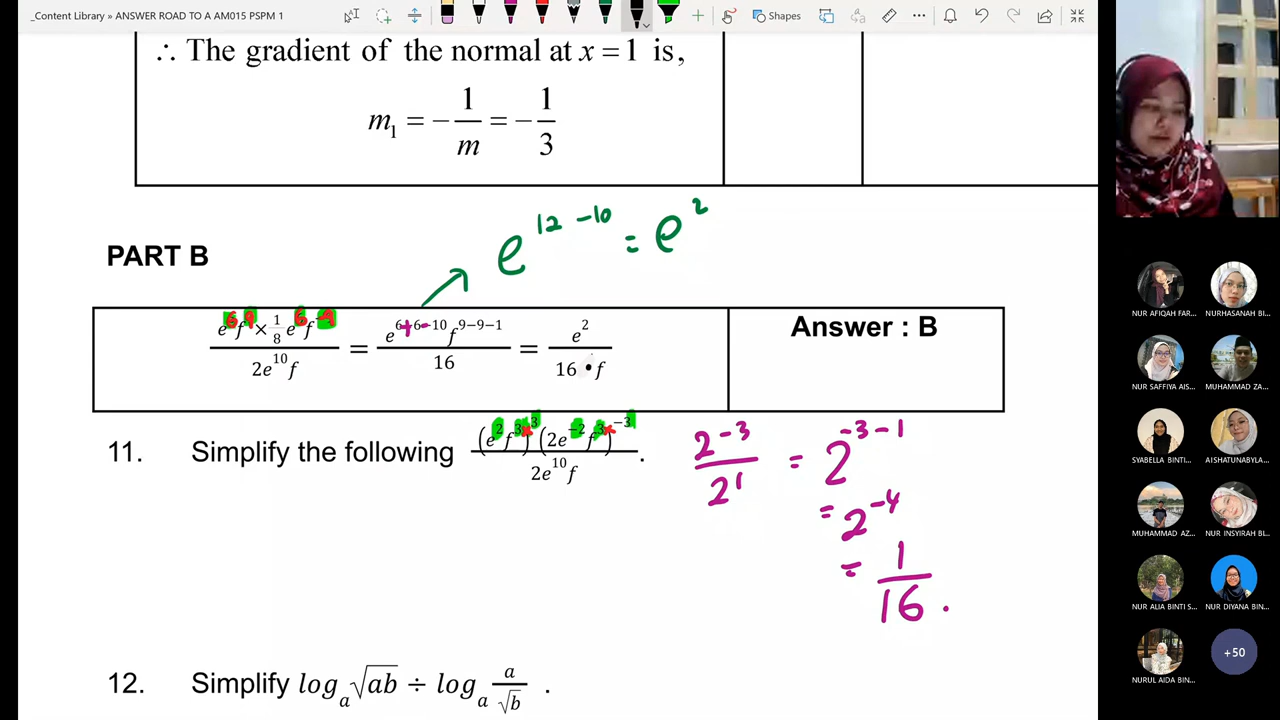 _Content Library » ANSWER ROAD TO A AM015 PSPM 1
Shapes
∴ The gradient of the normal at x = 1 is,
m₁ = −1/m = −1/3
e^(12 −10) = e²
PART B
(e⁶f⁹ × 1/8 e⁶f⁻⁹)/(2e¹⁰f) = (e^(6+6−10) f^(9−9−1))/16 = e²/(16 • f)
Answer : B
11. Simplify the following ((e²f³)³ (2e⁻²f³)⁻³)/(2e¹⁰f) .
2⁻³/2¹ = 2^(−3−1)
= 2⁻⁴
= 1/16 .
12. Simplify logₐ√ab ÷ logₐ a/√b .
NUR AFIQAH FAR...
NURHASANAH BI...
NUR SAFFIYA AIS...
MUHAMMAD ZA...
SYABELLA BINTI...
AISHATUNABYLA...
MUHAMMAD AZ...
NUR INSYIRAH BI...
NUR ALIA BINTI S...
NUR DIYANA BIN...
NURUL AIDA BIN...
+50